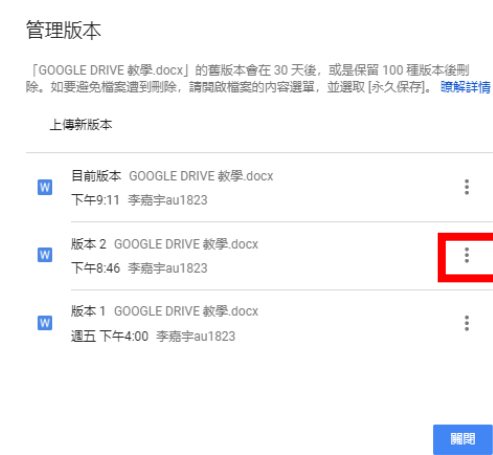 管理版本
「GOOGLE DRIVE 教學.docx」的舊版本會在 30 天後，或是保留 100 種版本後刪
除。如要避免檔案遭到刪除，請開啟檔案的內容選單，並選取 [永久保存]。 瞭解詳情
上傳新版本
W 目前版本 GOOGLE DRIVE 教學.docx
下午9:11 李嘉宇au1823
W 版本 2 GOOGLE DRIVE 教學.docx
下午8:46 李嘉宇au1823
W 版本 1 GOOGLE DRIVE 教學.docx
週五 下午4:00 李嘉宇au1823
關閉